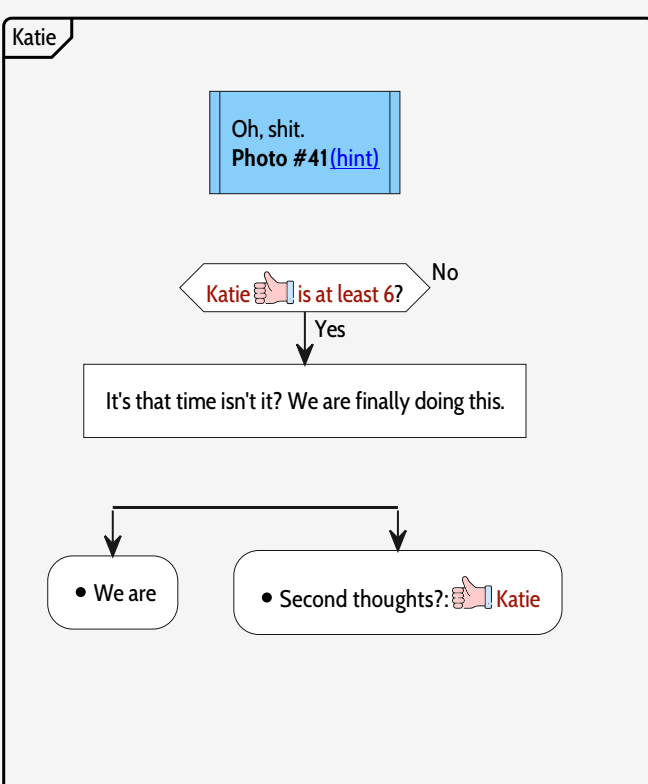 Katie
Oh, shit.
Photo #41(hint)
Katie is at least 6?
No
Yes
It's that time isn't it? We are finally doing this.
• We are
• Second thoughts?: Katie